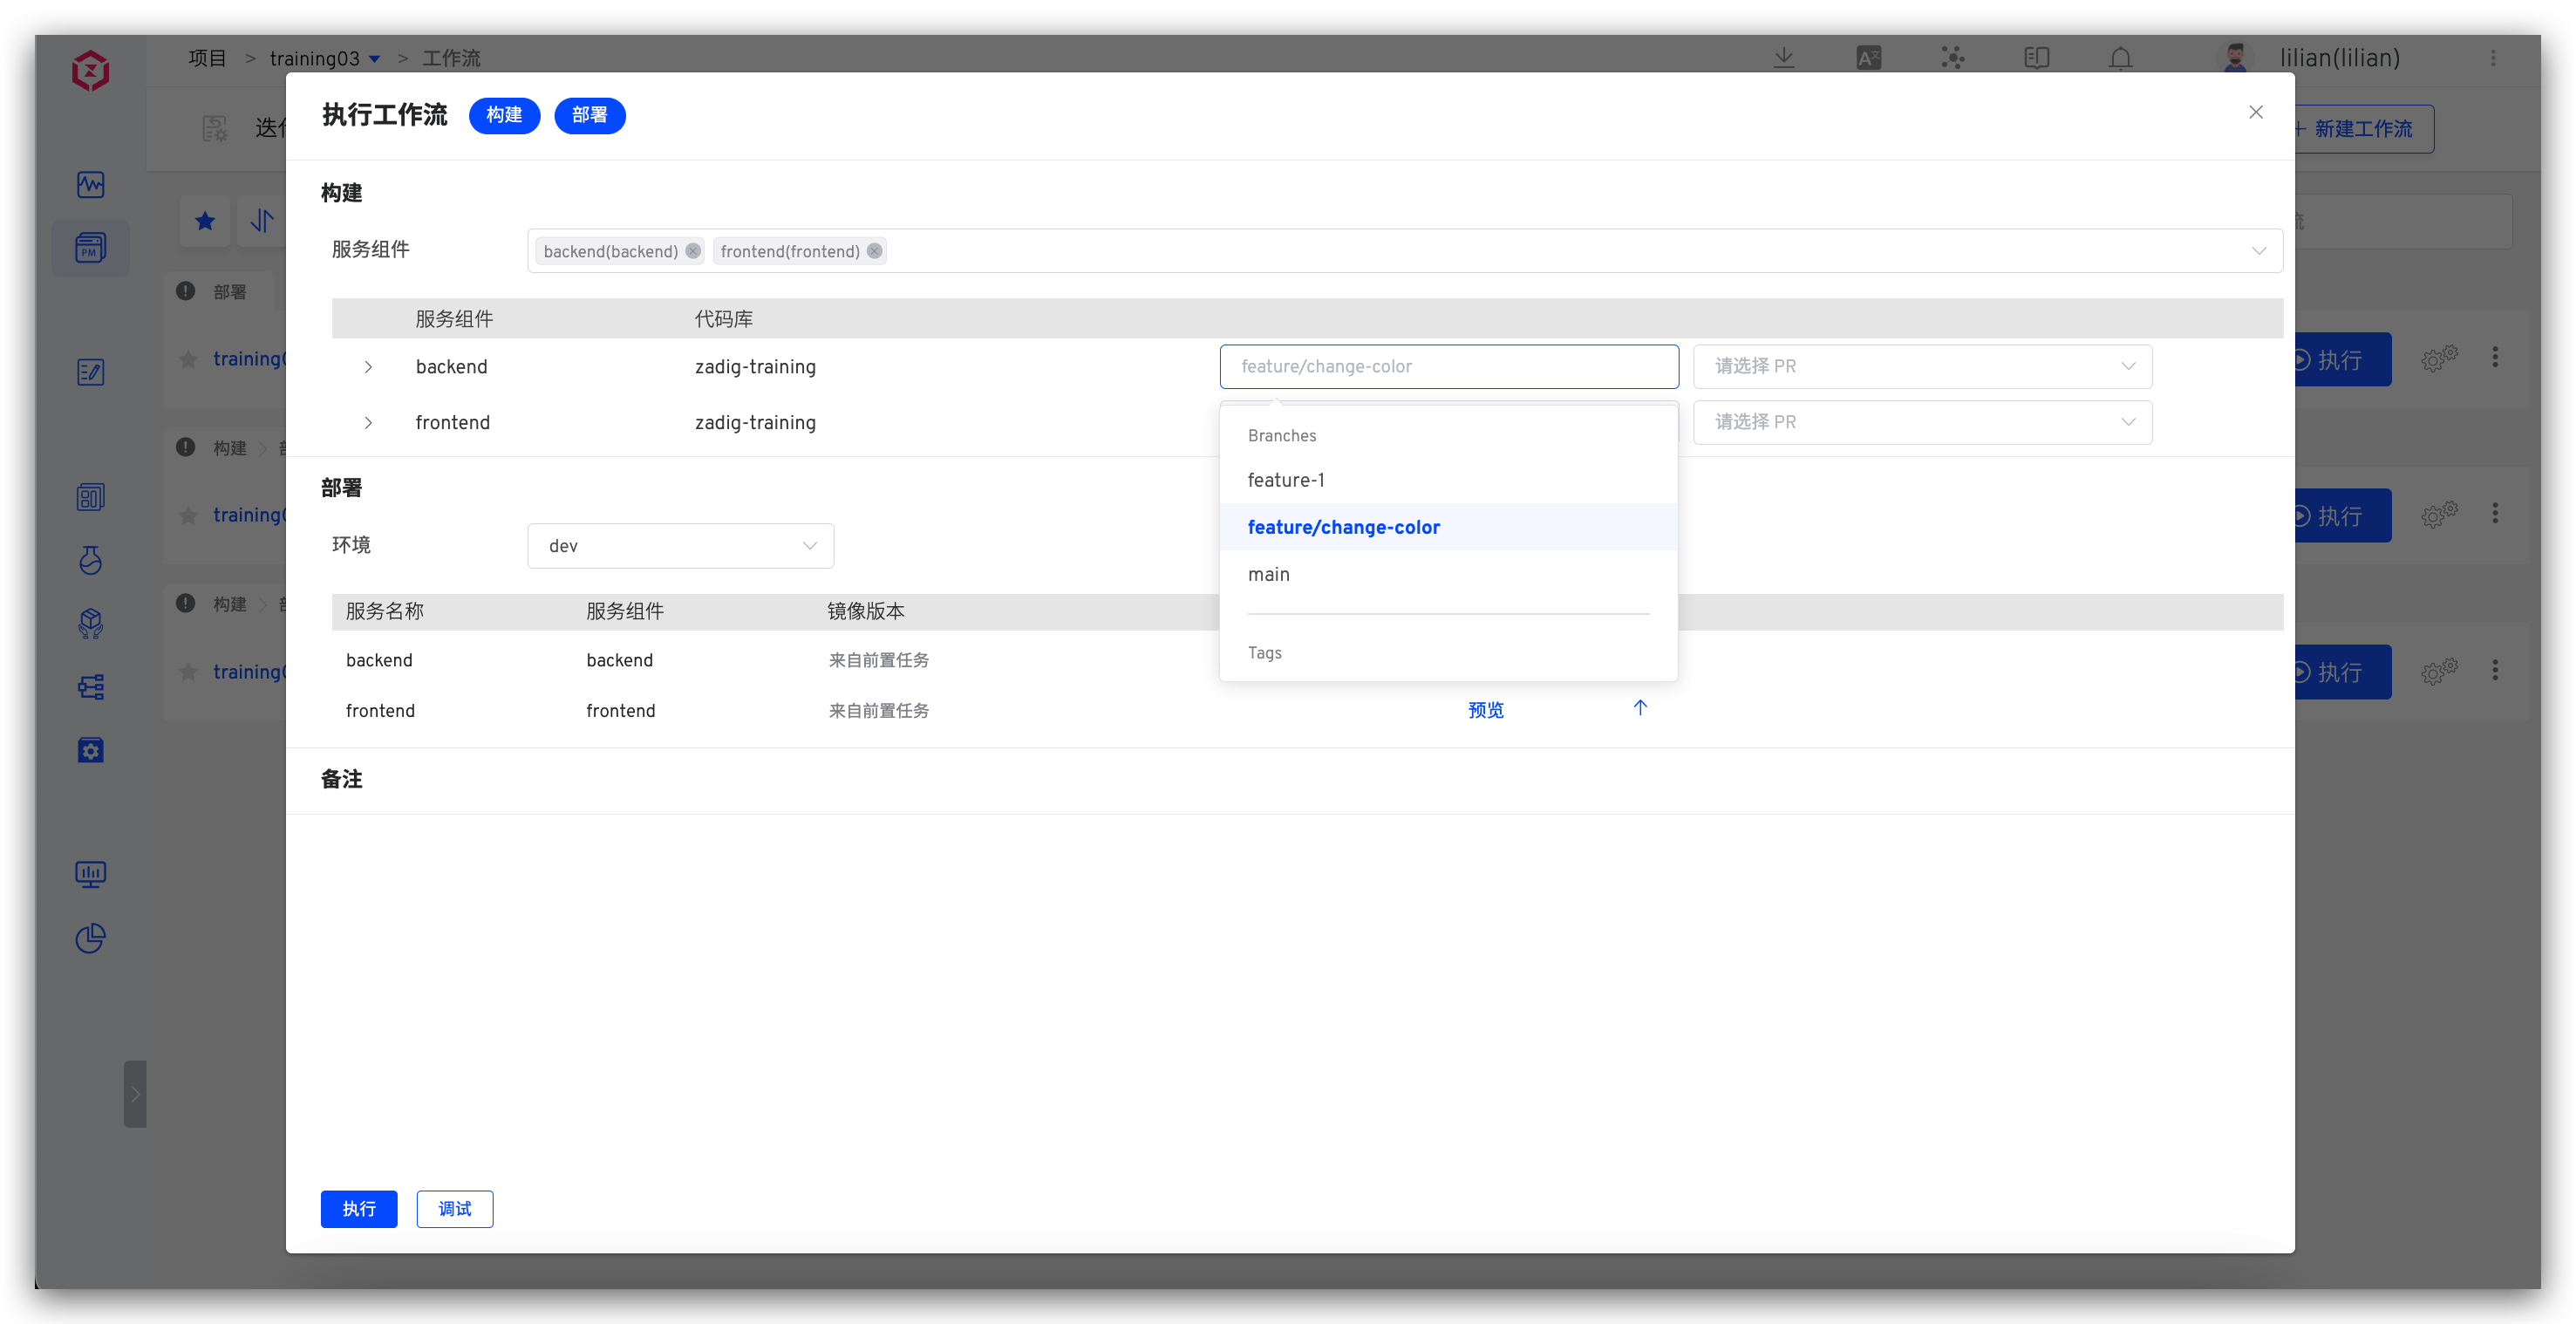 项目 > training03 > 工作流
lilian(lilian)
迭
新建工作流
执行工作流 构建 部署
构建
服务组件 backend(backend) frontend(frontend)
服务组件 代码库
backend zadig-training feature/change-color 请选择 PR
frontend zadig-training 请选择 PR
Branches
feature-1
feature/change-color
main
Tags
部署
环境 dev
服务名称 服务组件 镜像版本
backend backend 来自前置任务
frontend frontend 来自前置任务 预览
备注
执行 调试
部署
training0 执行
构建
training0 执行
构建
training0 执行
PM